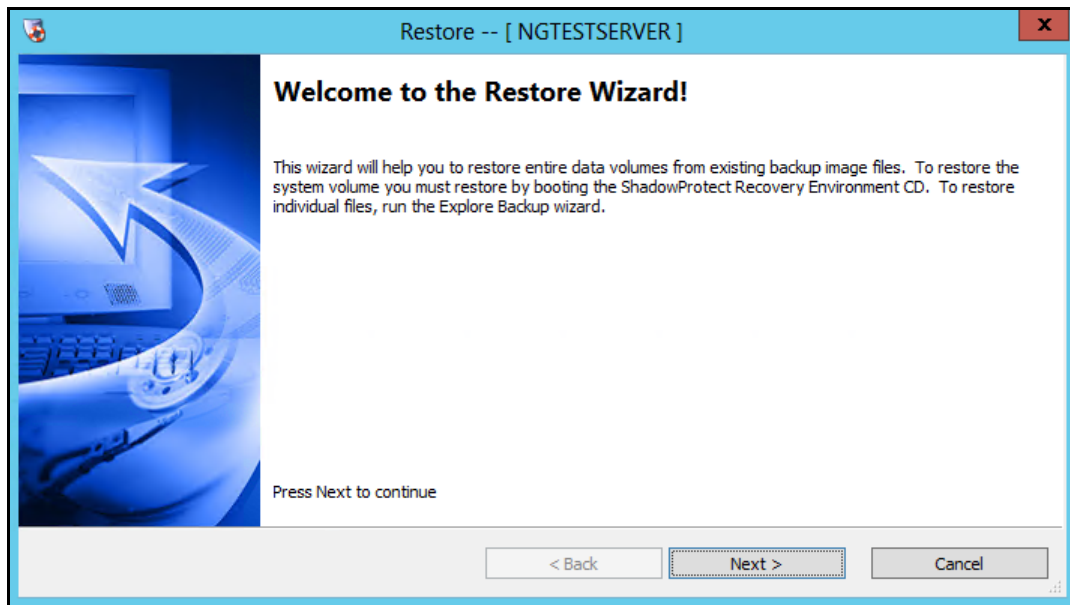 Restore -- [ NGTESTSERVER ]
x
Welcome to the Restore Wizard!
This wizard will help you to restore entire data volumes from existing backup image files.  To restore the
system volume you must restore by booting the ShadowProtect Recovery Environment CD.  To restore
individual files, run the Explore Backup wizard.
Press Next to continue
< Back
Next >
Cancel